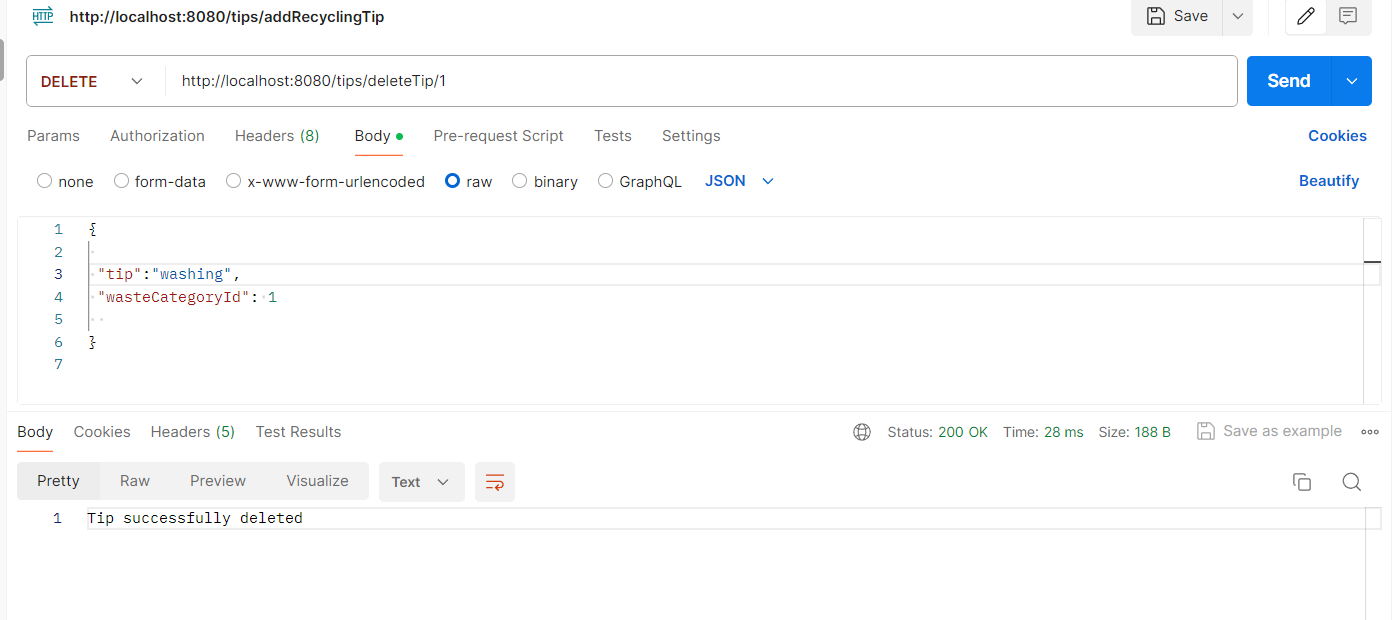 HTTP http://localhost:8080/tips/addRecyclingTip Save
DELETE http://localhost:8080/tips/deleteTip/1 Send
Params Authorization Headers (8) Body Pre-request Script Tests Settings Cookies
none form-data x-www-form-urlencoded raw binary GraphQL JSON Beautify
1 {
2
3 "tip":"washing",
4 "wasteCategoryId": 1
5
6 }
7
Body Cookies Headers (5) Test Results Status: 200 OK Time: 28 ms Size: 188 B Save as example
Pretty Raw Preview Visualize Text
1 Tip successfully deleted